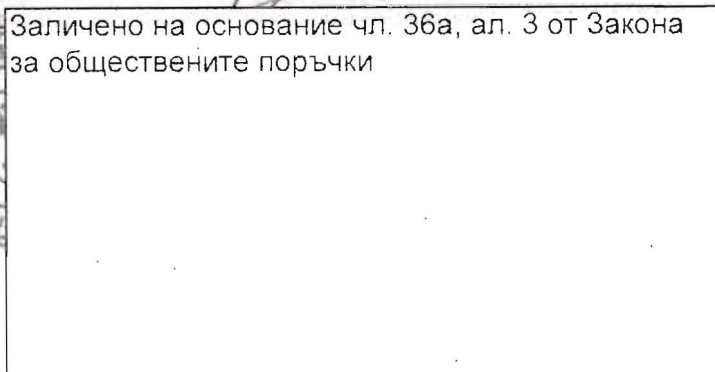 Заличено на основание чл. 36а, ал. 3 от Закона
за обществените поръчки